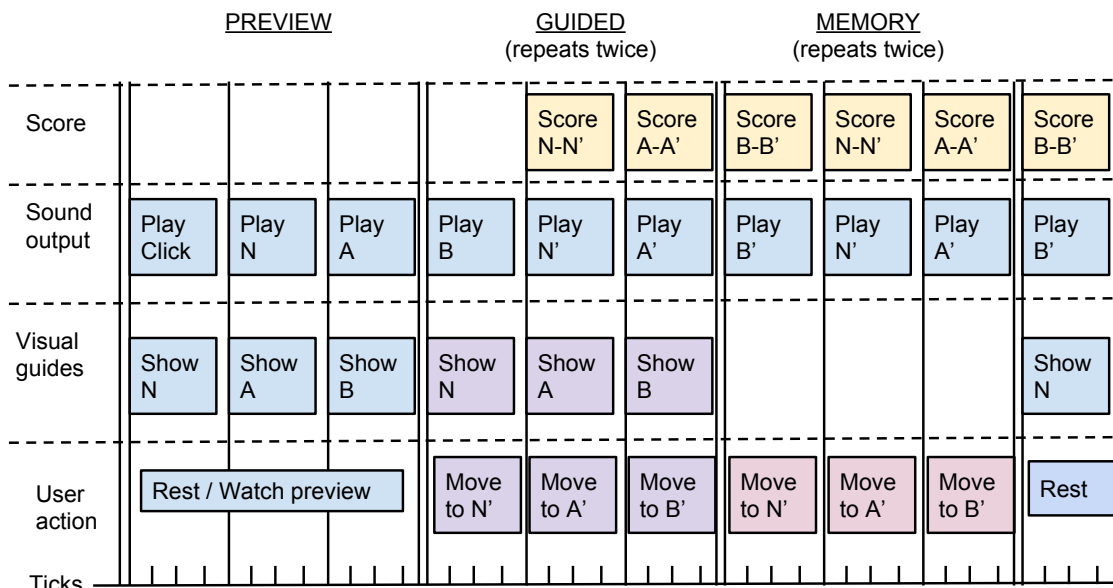 PREVIEW
GUIDED
(repeats twice)
MEMORY
(repeats twice)
Score
Score
N-N’
Score
A-A’
Score
B-B’
Score
N-N’
Score
A-A’
Score
B-B’
Sound
output
Play
Click
Play
N
Play
A
Play
B
Play
N’
Play
A’
Play
B’
Play
N’
Play
A’
Play
B’
Visual
guides
Show
N
Show
A
Show
B
Show
N
Show
A
Show
B
Show
N
User
action
Rest / Watch preview
Move
to N’
Move
to A’
Move
to B’
Move
to N’
Move
to A’
Move
to B’
Rest
Ticks